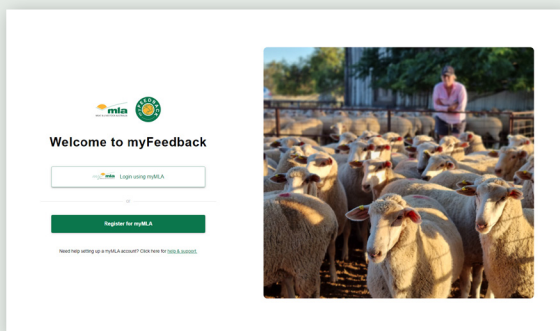 mla
FEEDBACK
Welcome to myFeedback
mla Login using myMLA
or
Register for myMLA
Need help setting up a myMLA account? Click here for help & support.